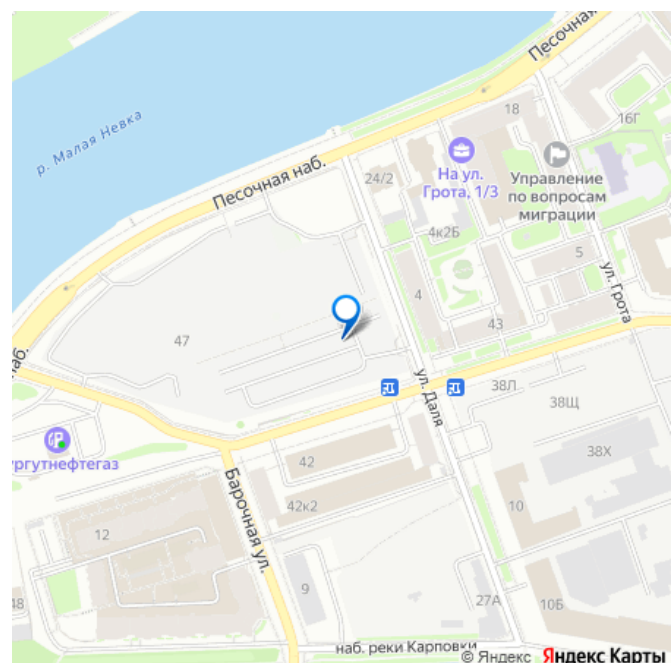 Песочная
р. Малая Невка
18
16Г
На ул.
Грота, 1/3
Управление
по вопросам
миграции
Песочная наб.
24/2
4к2Б
5
ул. Грота
4
43
47
наб.
ул. Даля
38Л
38Щ
38Х
ургутнефтегаз
42
42к2
10
Барочная ул.
12
9
48
27А
10Б
наб. реки Карповки
© Яндекс Яндекс Карты